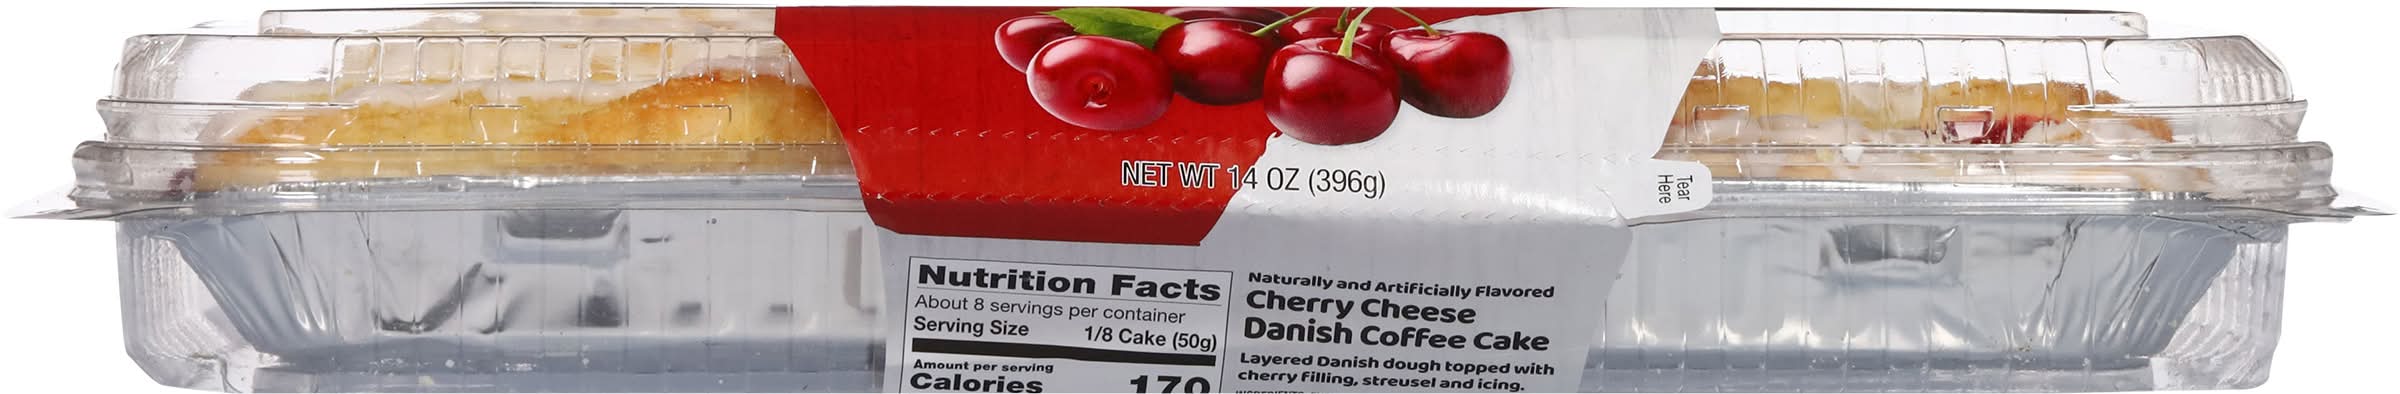 NET WT 14 OZ (396g)
Tear
Here
Nutrition Facts
About 8 servings per container
Serving Size 1/8 Cake (50g)
Amount per serving
Calories 170
Naturally and Artificially Flavored
Cherry Cheese
Danish Coffee Cake
Layered Danish dough topped with
cherry filling, streusel and icing.